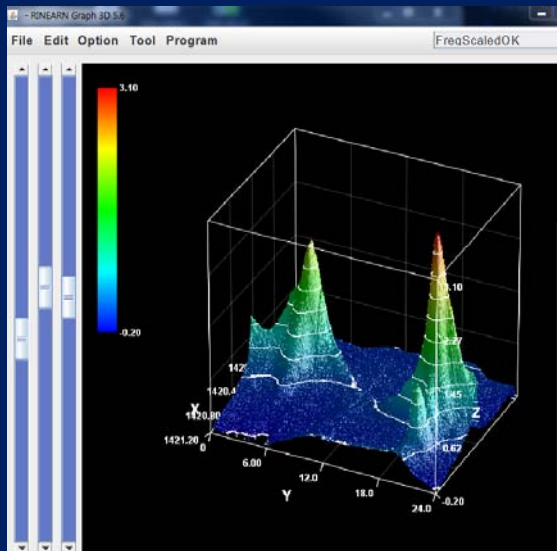 - RINEARN Graph 3D 5.6
File Edit Option Tool Program
FreqScaledOK
3.10
-0.20
3.10
2.27
1.45
Z
0.62
-0.20
1420.4
X
1420.80
1421.20
0
6.00
12.0
18.0
24.0
Y